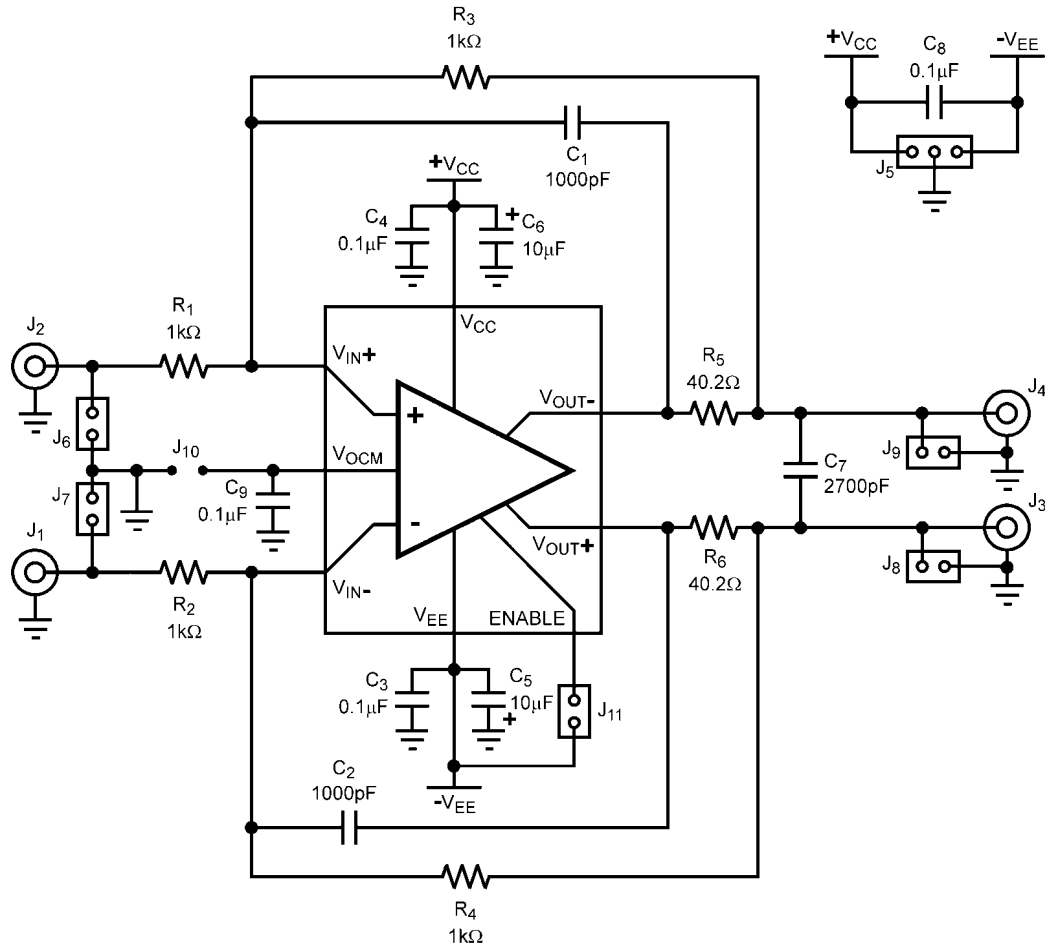 R3
1kΩ
+VCC
C8
0.1µF
-VEE
J5
C1
1000pF
+VCC
C4
0.1µF
+
C6
10µF
VCC
J2
R1
1kΩ
VIN+
+
VOUT-
R5
40.2Ω
J4
J6
J10
VOCM
J9
J7
C9
0.1µF
C7
2700pF
J3
J1
-
VOUT+
R6
40.2Ω
J8
R2
1kΩ
VIN-
VEE
ENABLE
C3
0.1µF
C5
10µF
+
J11
C2
1000pF
-VEE
R4
1kΩ